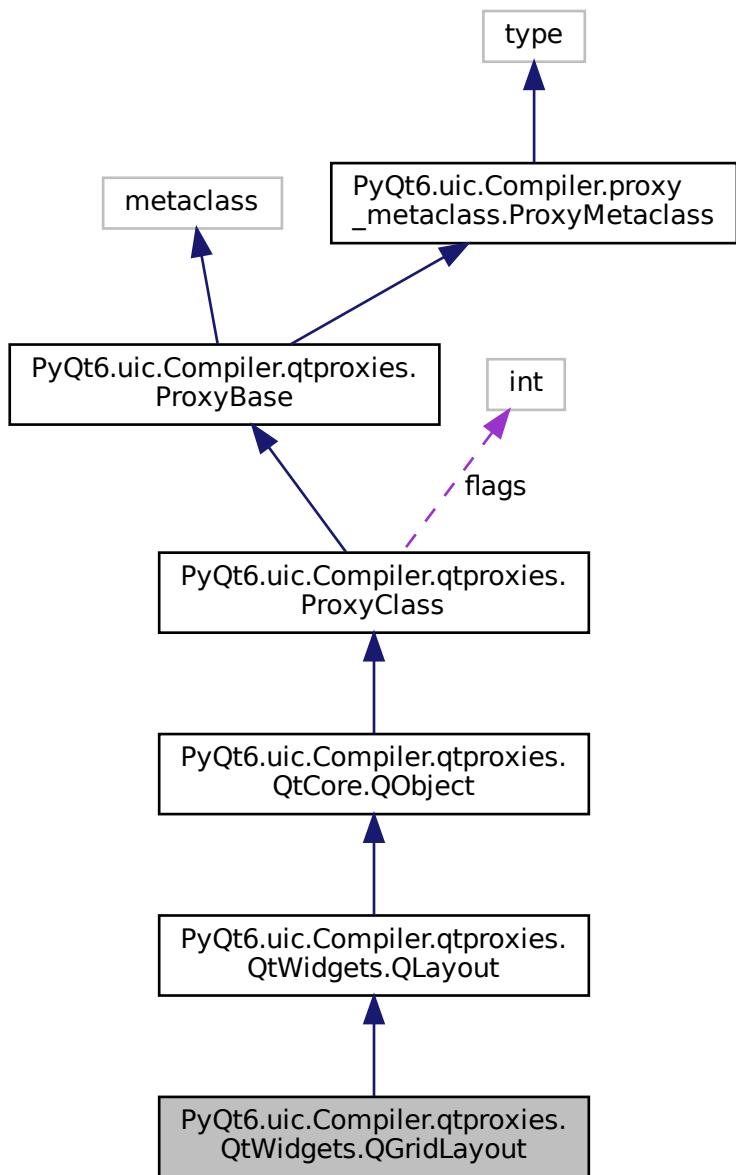 type
PyQt6.uic.Compiler.proxy
_metaclass.ProxyMetaclass
metaclass
PyQt6.uic.Compiler.qtproxies.
ProxyBase
int
flags
PyQt6.uic.Compiler.qtproxies.
ProxyClass
PyQt6.uic.Compiler.qtproxies.
QtCore.QObject
PyQt6.uic.Compiler.qtproxies.
QtWidgets.QLayout
PyQt6.uic.Compiler.qtproxies.
QtWidgets.QGridLayout